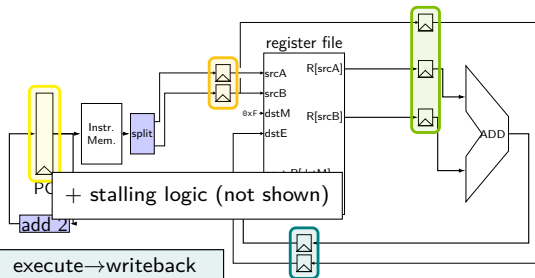 register file
srcA
srcB
0xF
dstM
dstE
R[srcA]
R[srcB]
Instr.
Mem.
split
ADD
+ stalling logic (not shown)
add 2
execute→writeback